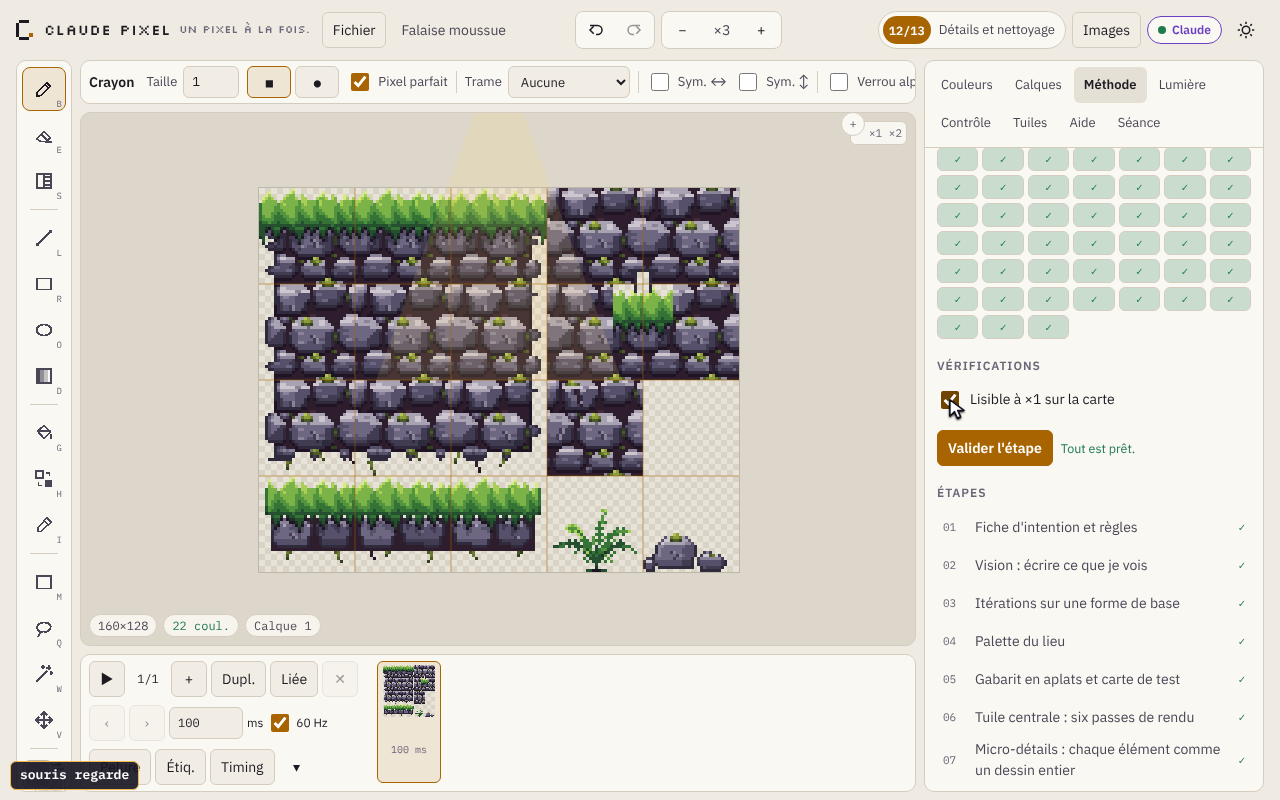 CLAUDE PIXEL UN PIXEL À LA FOIS. Fichier Falaise moussue − ×3 + 12/13 Détails et nettoyage Images Claude
Crayon Taille 1 Pixel parfait Trame Aucune Sym. Sym. Verrou alp
B
E
S
L
R
O
D
G
H
I
M
Q
W
V
+ ×1 ×2
160×128 22 coul. Calque 1
1/1 + Dupl. Liée ×
100 ms 60 Hz
100 ms
Étiq. Timing
souris regarde
Couleurs Calques Méthode Lumière
Contrôle Tuiles Aide Séance
VÉRIFICATIONS
Lisible à ×1 sur la carte
Valider l'étape Tout est prêt.
ÉTAPES
01 Fiche d'intention et règles
02 Vision : écrire ce que je vois
03 Itérations sur une forme de base
04 Palette du lieu
05 Gabarit en aplats et carte de test
06 Tuile centrale : six passes de rendu
07 Micro-détails : chaque élément comme
un dessin entier